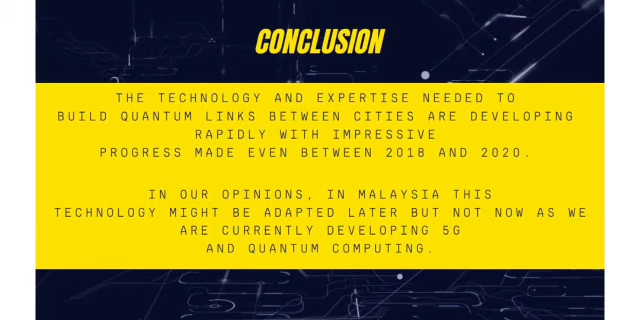 CONCLUSION
THE TECHNOLOGY AND EXPERTISE NEEDED TO
BUILD QUANTUM LINKS BETWEEN CITIES ARE DEVELOPING
RAPIDLY WITH IMPRESSIVE
PROGRESS MADE EVEN BETWEEN 2018 AND 2020.
IN OUR OPINIONS, IN MALAYSIA THIS
TECHNOLOGY MIGHT BE ADAPTED LATER BUT NOT NOW AS WE
ARE CURRENTLY DEVELOPING 5G
AND QUANTUM COMPUTING.